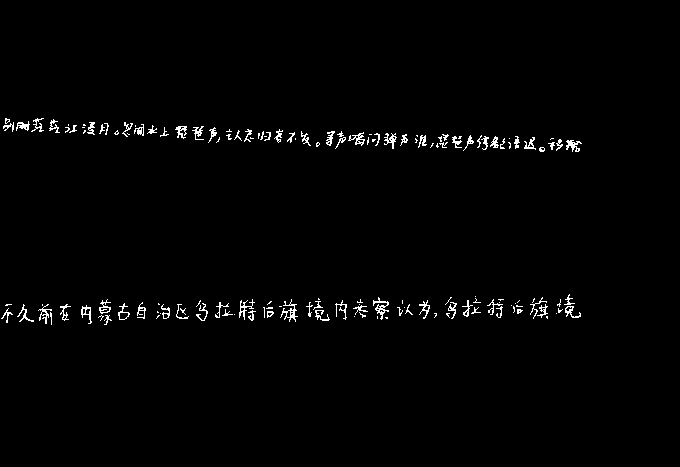 别时茫茫江浸月。忽闻水上琵琶声,主人忘归客不发。寻声暗问弹者谁,琵琶声停欲语迟。移船
不久前在内蒙古自治区乌拉特后旗境内考察认为,乌拉特后旗境